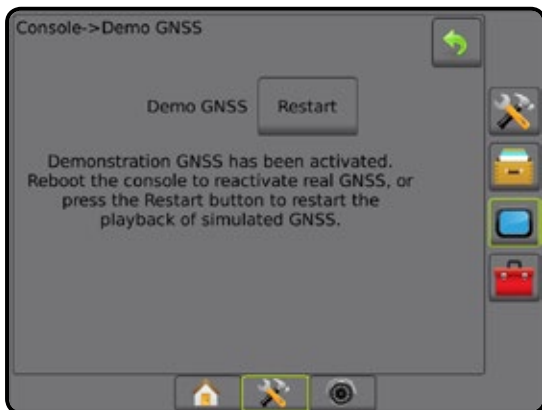 Console->Demo GNSS
Demo GNSS Restart
Demonstration GNSS has been activated.
Reboot the console to reactivate real GNSS, or
press the Restart button to restart the
playback of simulated GNSS.